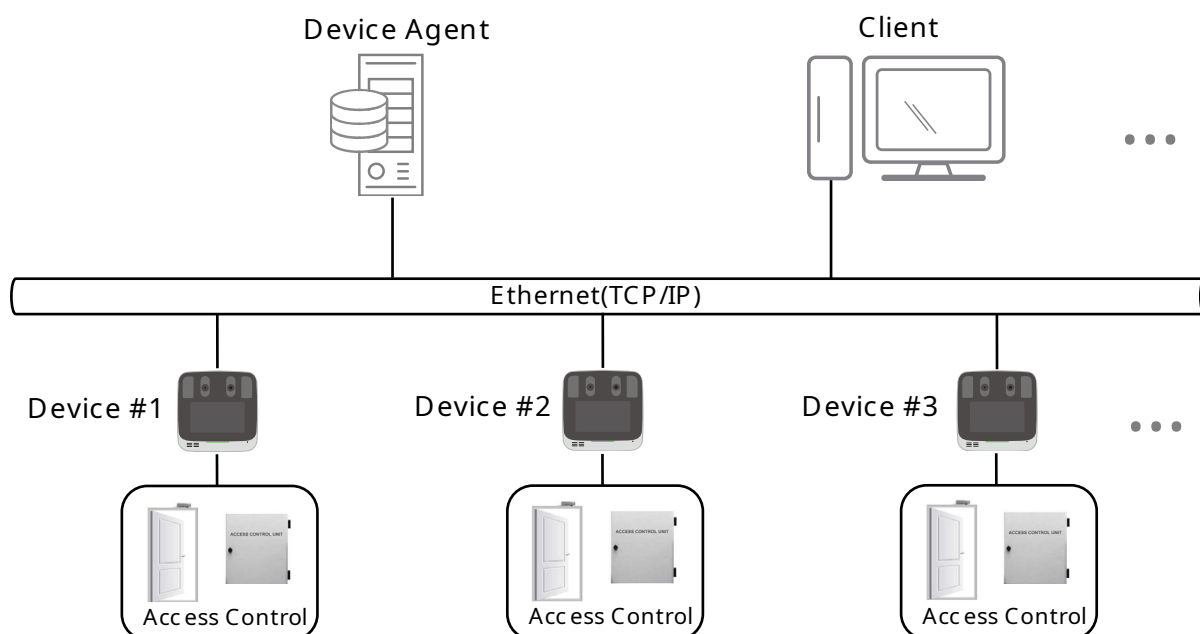 Device Agent
Client
Ethernet(TCP/IP)
Device #1
Device #2
Device #3
ACCESS CONTROL UNIT
ACCESS CONTROL UNIT
ACCESS CONTROL UNIT
Access Control
Access Control
Access Control